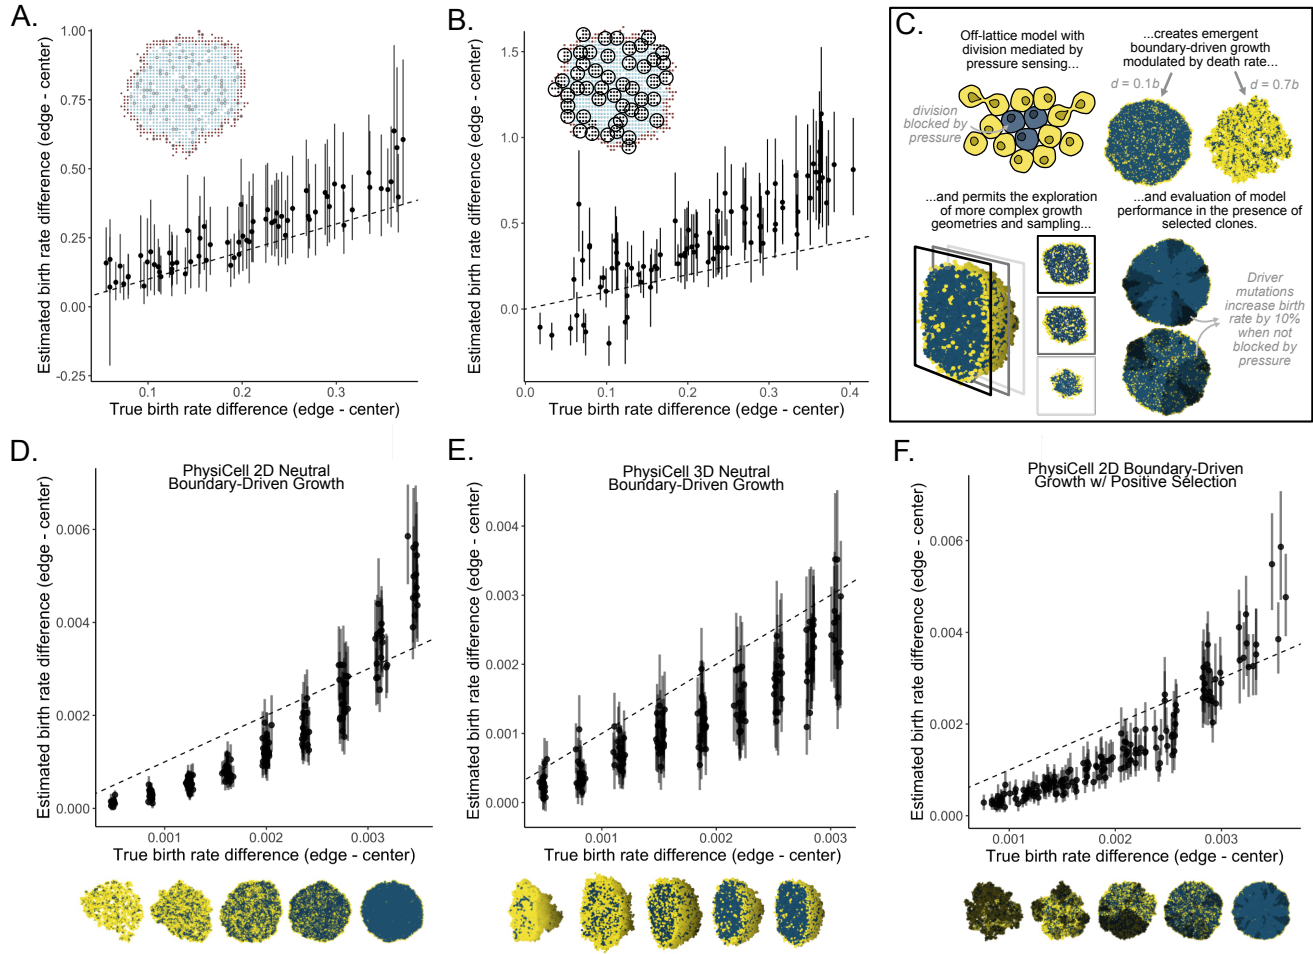 A.
Estimated birth rate difference (edge - center)
1.00
0.75
0.50
0.25
0.00
-0.25
0.1
0.2
0.3
True birth rate difference (edge - center)
B.
Estimated birth rate difference (edge - center)
1.5
1.0
0.5
0.0
0.0
0.1
0.2
0.3
0.4
True birth rate difference (edge - center)
C.
Off-lattice model with
division mediated by
pressure sensing...
division
blocked by
pressure
...creates emergent
boundary-driven growth
modulated by death rate...
d = 0.1b
d = 0.7b
...and permits the exploration
of more complex growth
geometries and sampling...
...and evaluation of model
performance in the presence of
selected clones.
Driver
mutations
increase birth
rate by 10%
when not
blocked by
pressure
D.
PhysiCell 2D Neutral
Boundary-Driven Growth
Estimated birth rate difference (edge - center)
0.006
0.004
0.002
0.000
0.001
0.002
0.003
True birth rate difference (edge - center)
E.
PhysiCell 3D Neutral
Boundary-Driven Growth
Estimated birth rate difference (edge - center)
0.004
0.003
0.002
0.001
0.000
0.001
0.002
0.003
True birth rate difference (edge - center)
F.
PhysiCell 2D Boundary-Driven
Growth w/ Positive Selection
Estimated birth rate difference (edge - center)
0.006
0.004
0.002
0.000
0.001
0.002
0.003
True birth rate difference (edge - center)